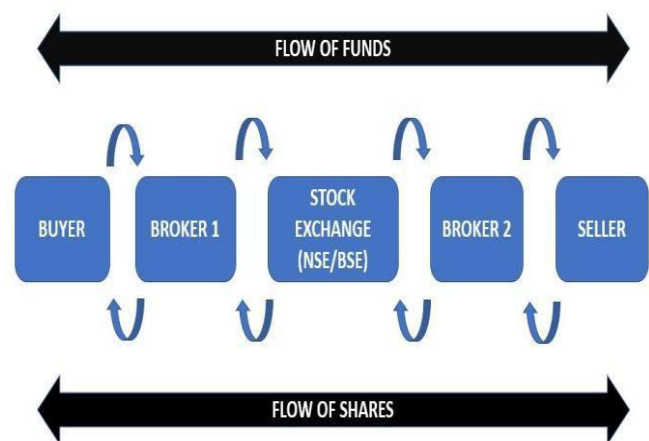 FLOW OF FUNDS
BUYER
BROKER 1
STOCK
EXCHANGE
(NSE/BSE)
BROKER 2
SELLER
FLOW OF SHARES